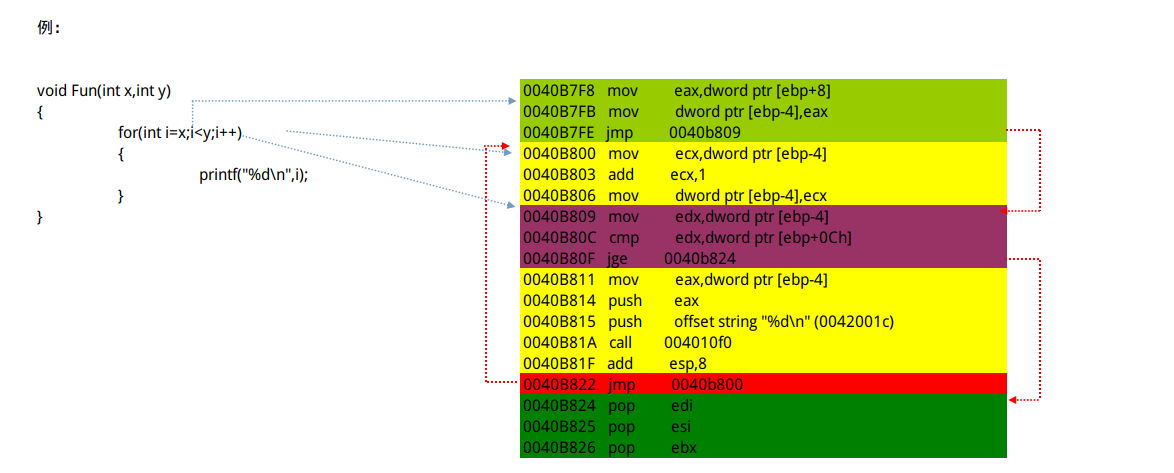 例：
void Fun(int x,int y)
{
for(int i=x;i<y;i++)
{
printf("%d\n",i);
}
}
0040B7F8 mov eax,dword ptr [ebp+8]
0040B7FB mov dword ptr [ebp-4],eax
0040B7FE jmp 0040b809
0040B800 mov ecx,dword ptr [ebp-4]
0040B803 add ecx,1
0040B806 mov dword ptr [ebp-4],ecx
0040B809 mov edx,dword ptr [ebp-4]
0040B80C cmp edx,dword ptr [ebp+0Ch]
0040B80F jge 0040b824
0040B811 mov eax,dword ptr [ebp-4]
0040B814 push eax
0040B815 push offset string "%d\n" (0042001c)
0040B81A call 004010f0
0040B81F add esp,8
0040B822 jmp 0040b800
0040B824 pop edi
0040B825 pop esi
0040B826 pop ebx